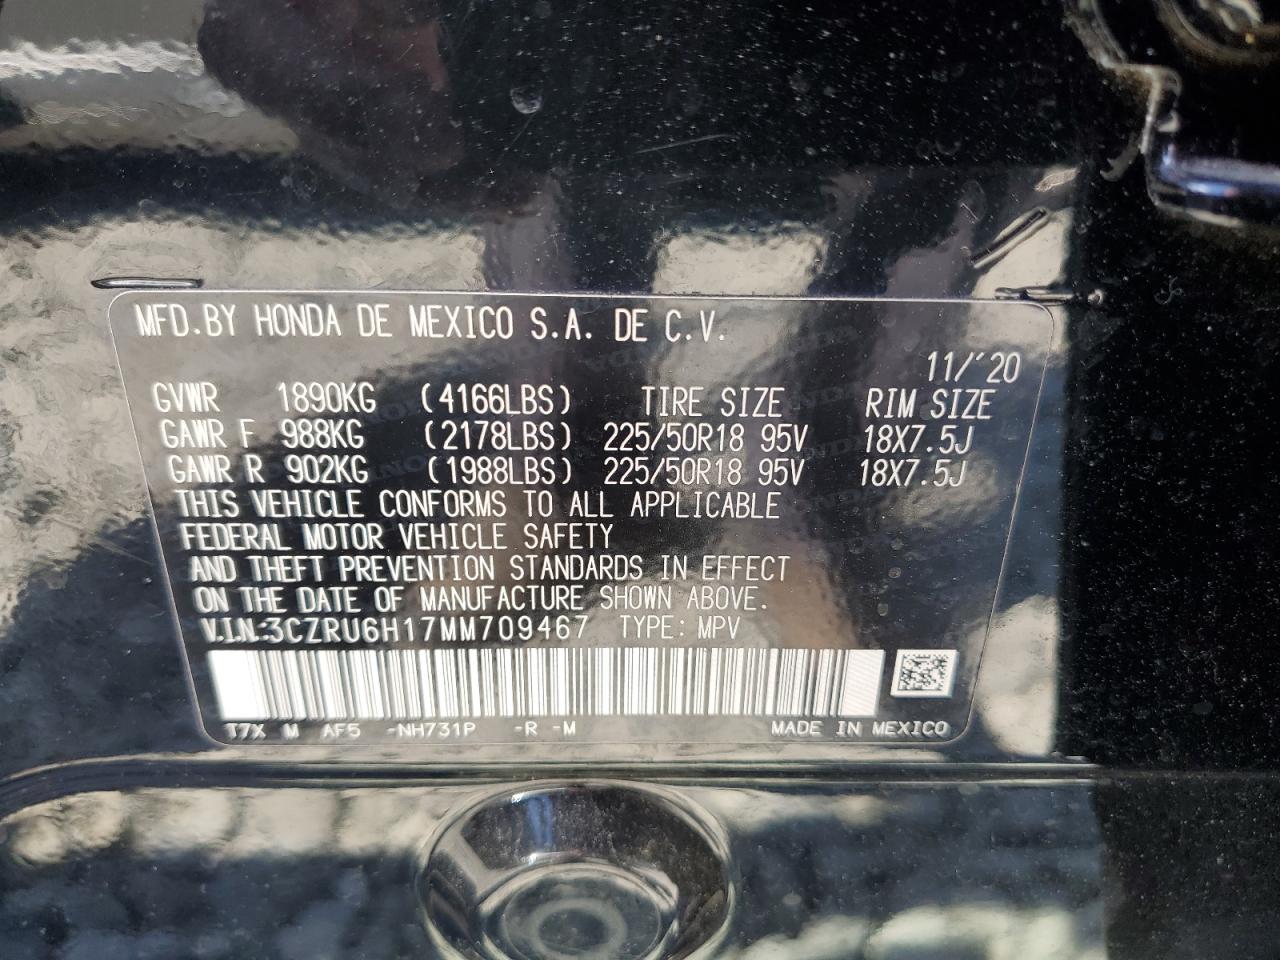 MFD.BY HONDA DE MEXICO S.A. DE C.V.
11/'20
GVWR 1890KG (4166LBS) TIRE SIZE RIM SIZE
GAWR F 988KG (2178LBS) 225/50R18 95V 18X7.5J
GAWR R 902KG (1988LBS) 225/50R18 95V 18X7.5J
THIS VEHICLE CONFORMS TO ALL APPLICABLE
FEDERAL MOTOR VEHICLE SAFETY
AND THEFT PREVENTION STANDARDS IN EFFECT
ON THE DATE OF MANUFACTURE SHOWN ABOVE.
V.I.N:3CZRU6H17MM709467 TYPE: MPV
T7X M AF5 -NH731P -R -M MADE IN MEXICO